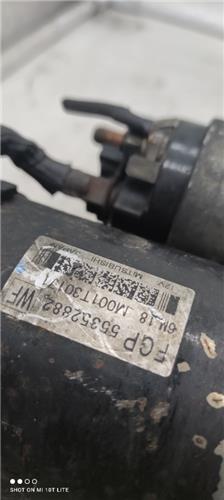 12V MITSUBISHI
6M18 M001T30171
FGP 55352882 WF
SHOT ON MI 10T LITE